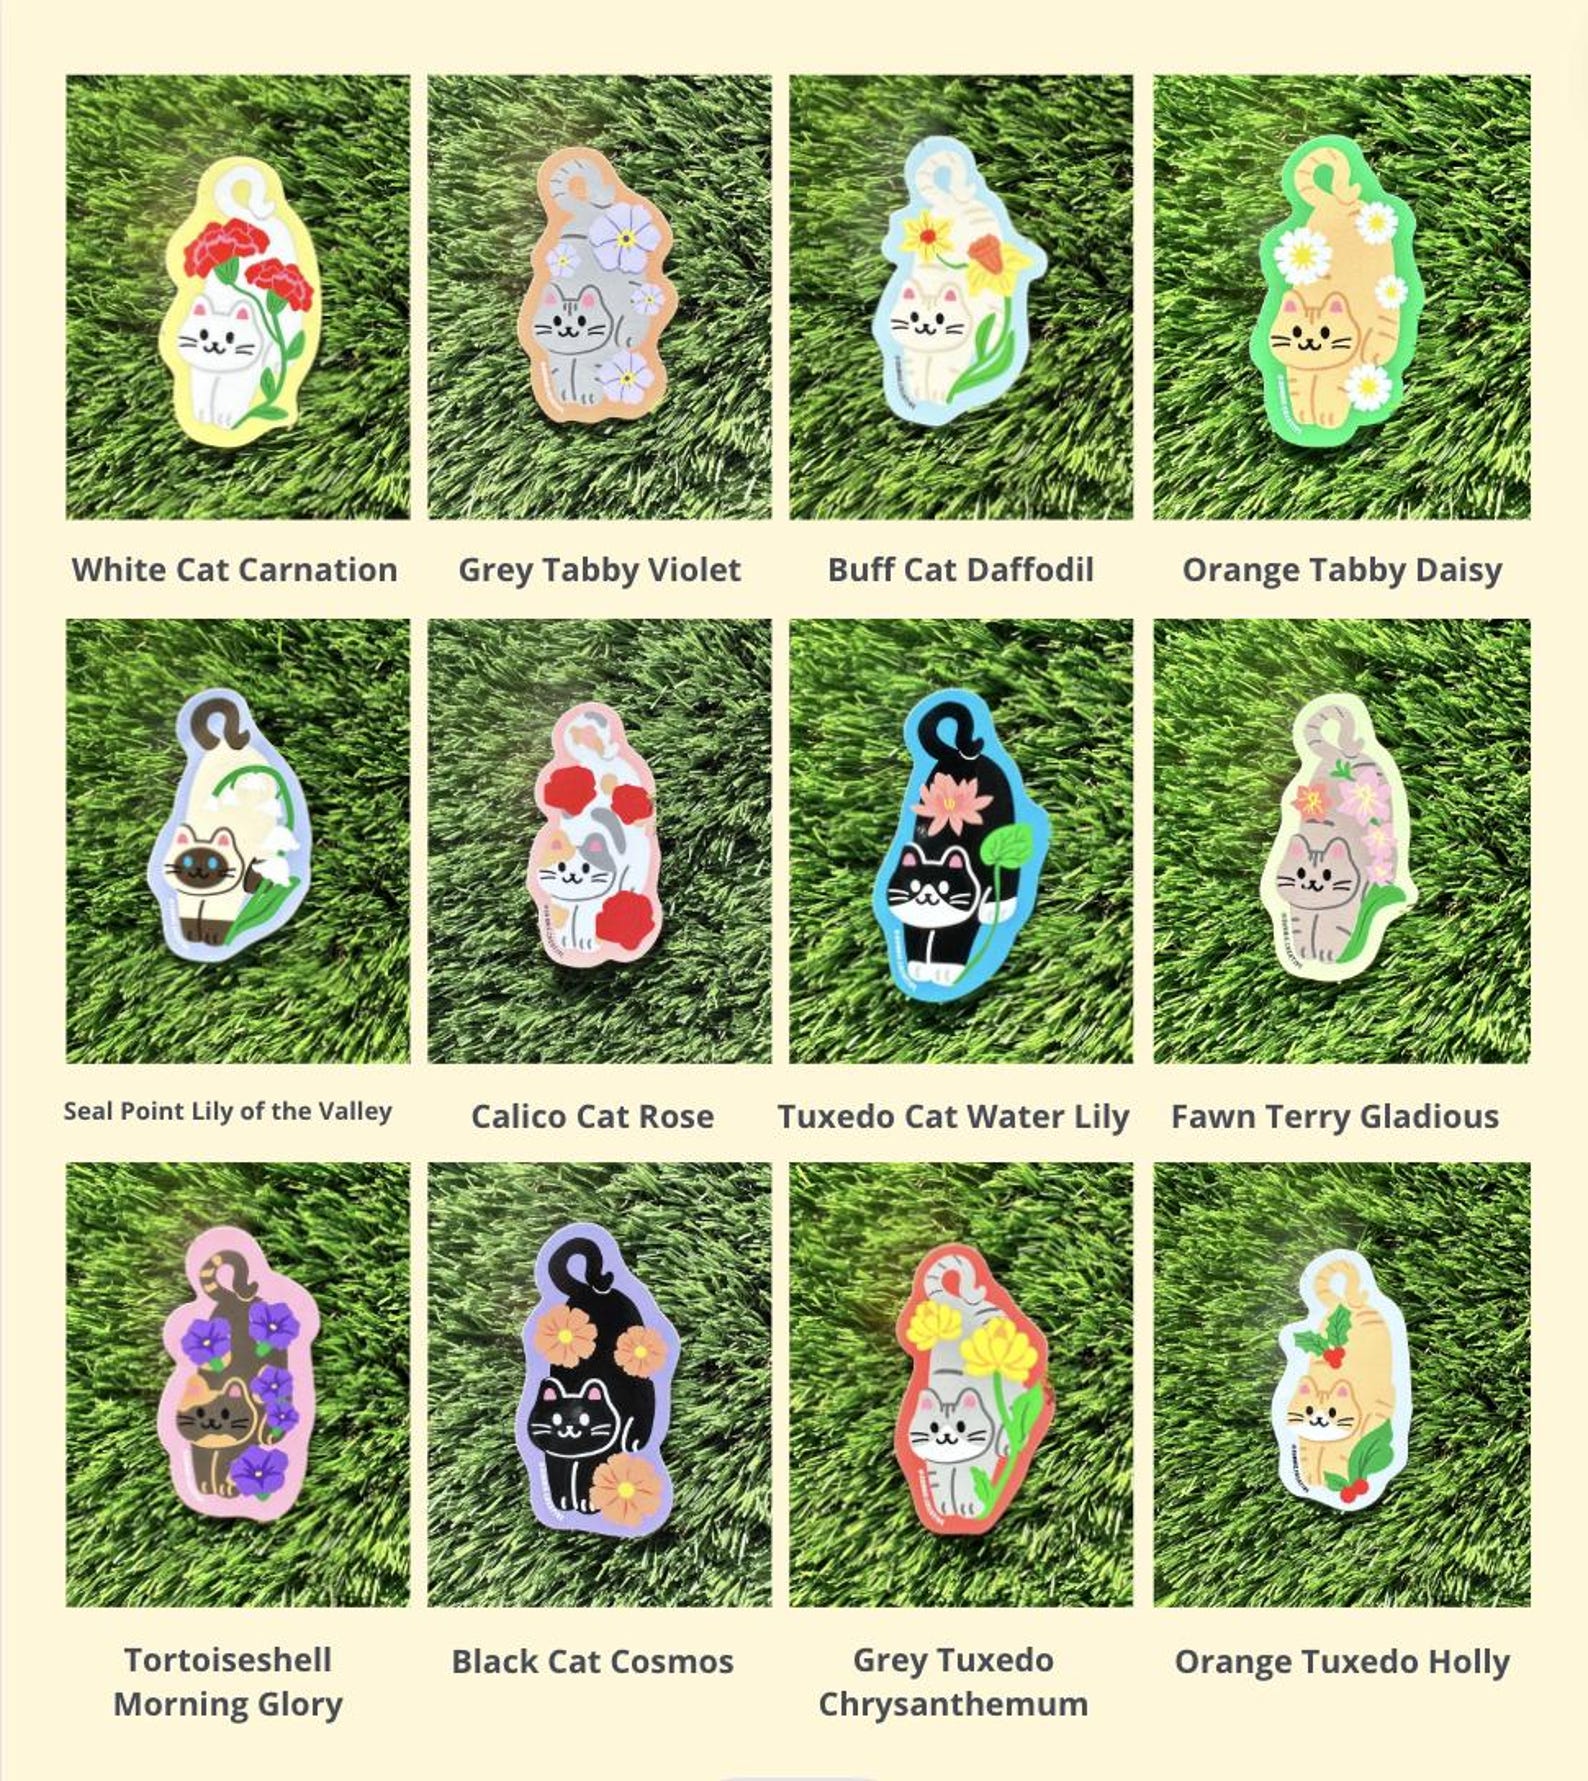 White Cat Carnation
Grey Tabby Violet
Buff Cat Daffodil
Orange Tabby Daisy
Seal Point Lily of the Valley
Calico Cat Rose
Tuxedo Cat Water Lily
Fawn Terry Gladious
Tortoiseshell
Morning Glory
Black Cat Cosmos
Grey Tuxedo
Chrysanthemum
Orange Tuxedo Holly